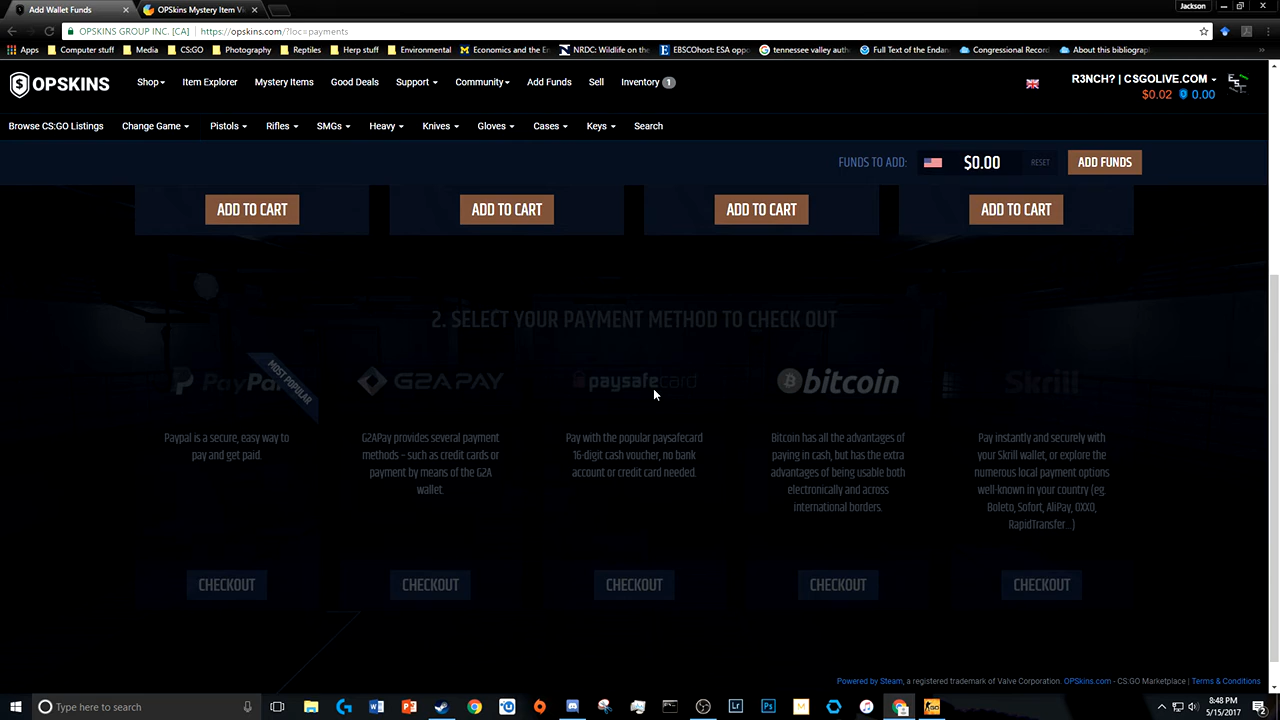 Add Wallet Funds
OPSkins Mystery Item V
Jackson
OPSKINS GROUP INC. [CA] | https://opskins.com/?loc=payments
Apps Computer stuff Media CS:GO Photography Reptiles Herp stuff Environmental Economics and the En NRDC: Wildlife on the EBSCOhost: ESA oppo tennessee valley auth Full Text of the Endan Congressional Recor About this bibliograp
OPSKINS
Shop Item Explorer Mystery Items Good Deals Support Community Add Funds Sell Inventory 1
R3NCH? | CSGOLIVE.COM
$0.02 0.00
Browse CS:GO Listings Change Game Pistols Rifles SMGs Heavy Knives Gloves Cases Keys Search
FUNDS TO ADD: $0.00 RESET ADD FUNDS
ADD TO CART ADD TO CART ADD TO CART ADD TO CART
2. SELECT YOUR PAYMENT METHOD TO CHECK OUT
PayPal
MOST POPULAR
Paypal is a secure, easy way to
pay and get paid.
CHECKOUT
G2A PAY
G2APay provides several payment
methods – such as credit cards or
payment by means of the G2A
wallet.
CHECKOUT
paysafecard
Pay with the popular paysafecard
16-digit cash voucher, no bank
account or credit card needed.
CHECKOUT
bitcoin
Bitcoin has all the advantages of
paying in cash, but has the extra
advantages of being usable both
electronically and across
international borders.
CHECKOUT
Skrill
Pay instantly and securely with
your Skrill wallet, or explore the
numerous local payment options
well-known in your country (eg.
Boleto, Sofort, AliPay, OXXO,
RapidTransfer...)
CHECKOUT
Powered by Steam, a registered trademark of Valve Corporation. OPSkins.com - CS:GO Marketplace | Terms & Conditions
Type here to search
8:48 PM
5/15/2017